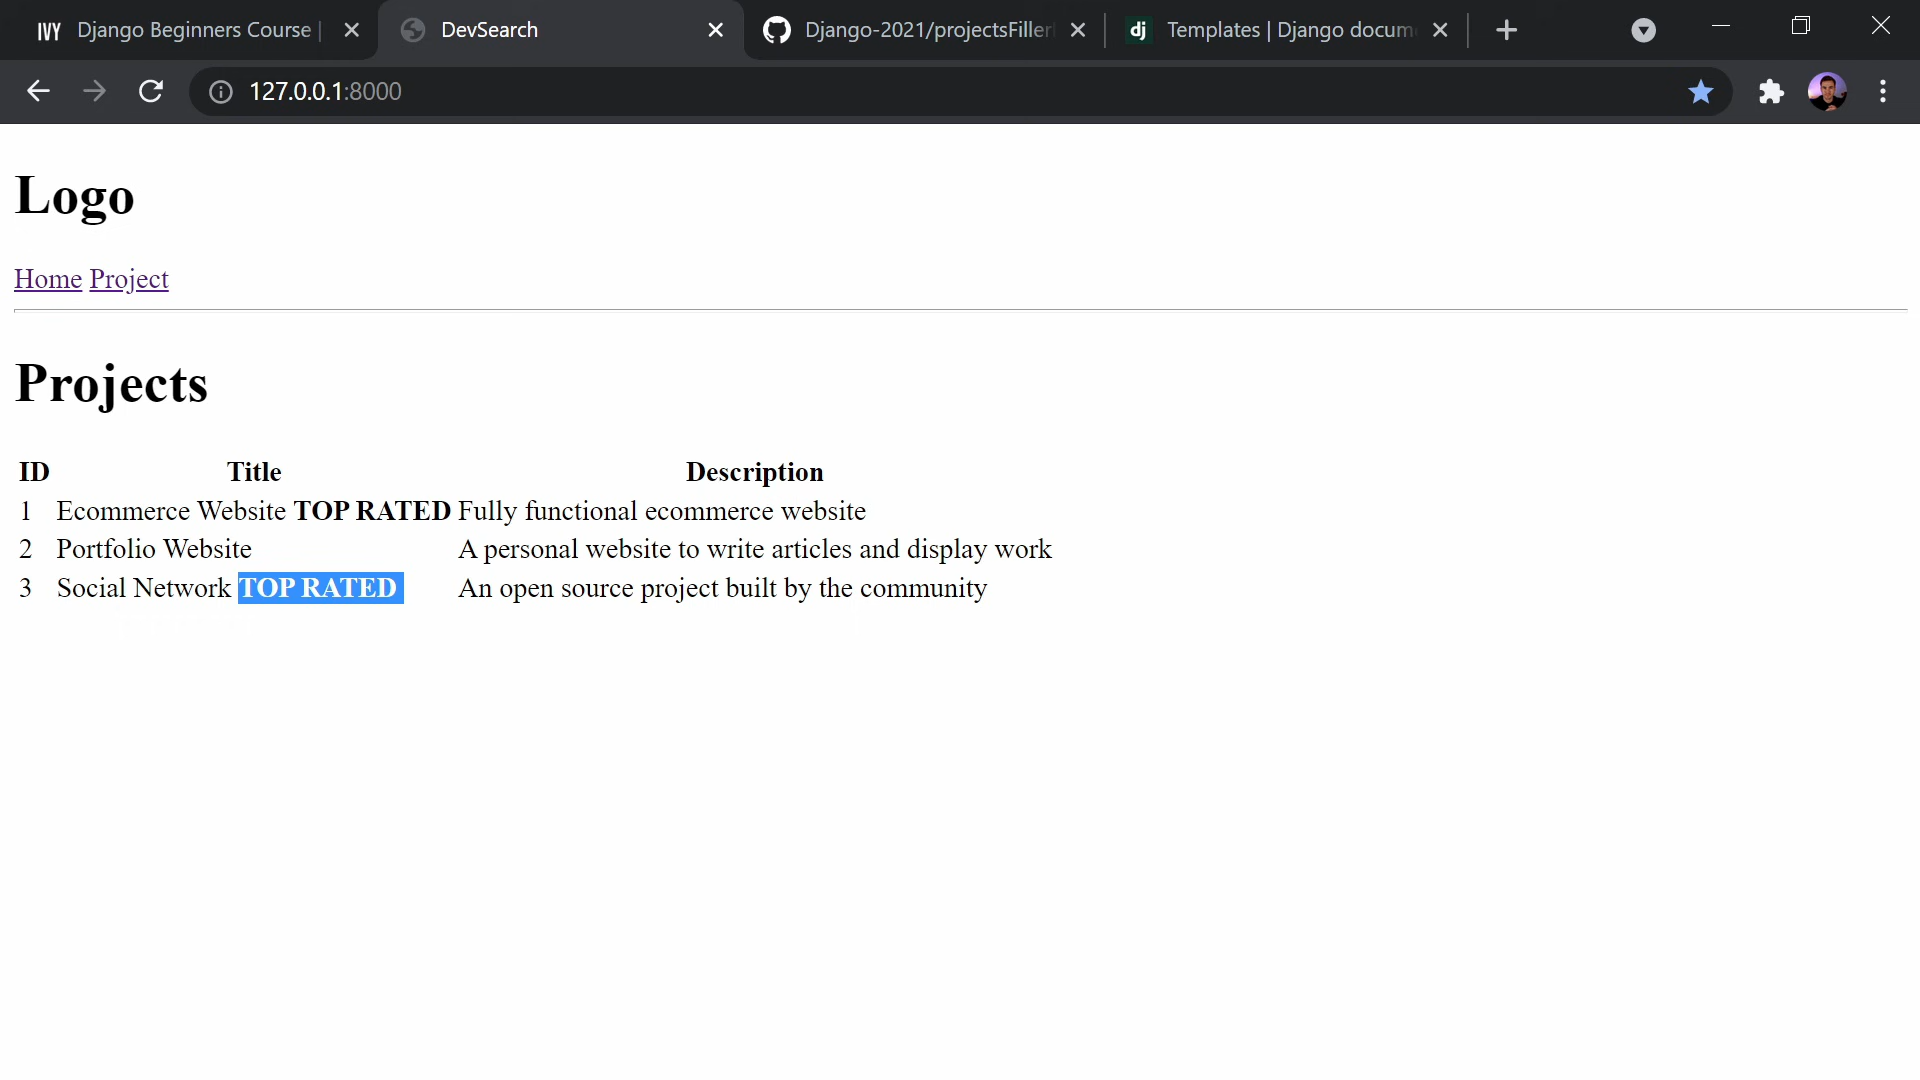 IVY Django Beginners Course |
DevSearch
Django-2021/projectsFiller
dj Templates | Django docum
127.0.0.1:8000
Logo
Home Project
Projects
ID Title Description
1 Ecommerce Website TOP RATED Fully functional ecommerce website
2 Portfolio Website A personal website to write articles and display work
3 Social Network TOP RATED An open source project built by the community